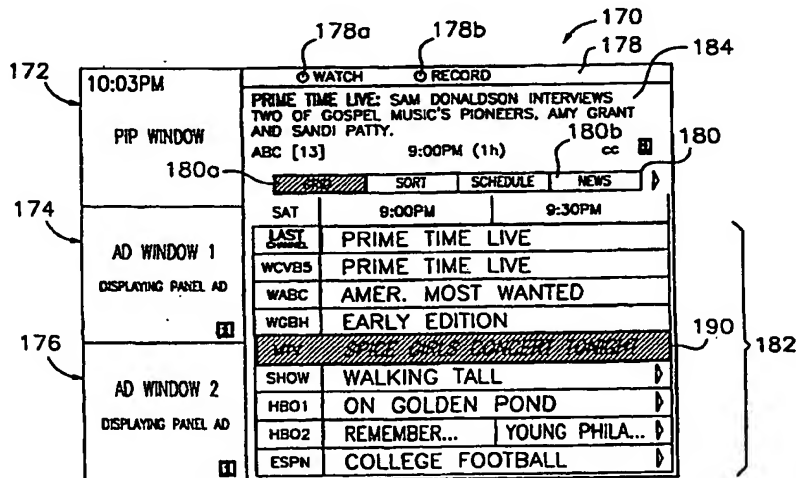 178a 178b 170
178
184
172
10:03PM
PIP WINDOW
WATCH RECORD
PRIME TIME LIVE: SAM DONALDSON INTERVIEWS
TWO OF GOSPEL MUSIC'S PIONEERS, AMY GRANT
AND SANDI PATTY.
180b
ABC [13] 9:00PM (1h) cc
180
180a
GRID SORT SCHEDULE NEWS
SAT 9:00PM 9:30PM
174
AD WINDOW 1
DISPLAYING PANEL AD
LAST CHANNEL PRIME TIME LIVE
WCVB5 PRIME TIME LIVE
WABC AMER. MOST WANTED
WGBH EARLY EDITION
MTV SPICE GIRLS CONCERT TONIGHT
190
182
176
AD WINDOW 2
DISPLAYING PANEL AD
SHOW WALKING TALL
HBO1 ON GOLDEN POND
HBO2 REMEMBER... YOUNG PHILA...
ESPN COLLEGE FOOTBALL